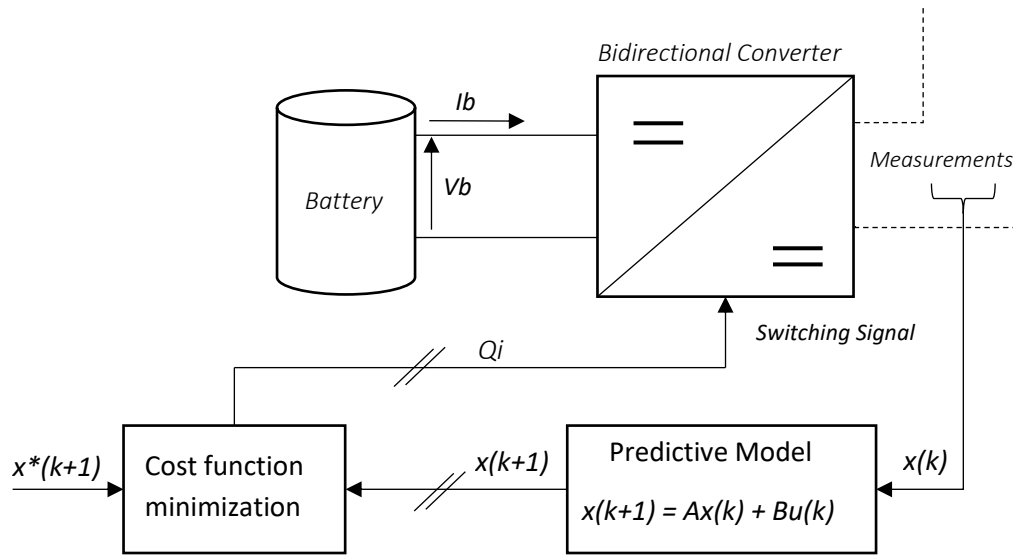 Bidirectional Converter
Ib
Measurements
Battery
Vb
Switching Signal
Qi
x*(k+1)
Cost function
minimization
x(k+1)
Predictive Model
x(k+1) = Ax(k) + Bu(k)
x(k)